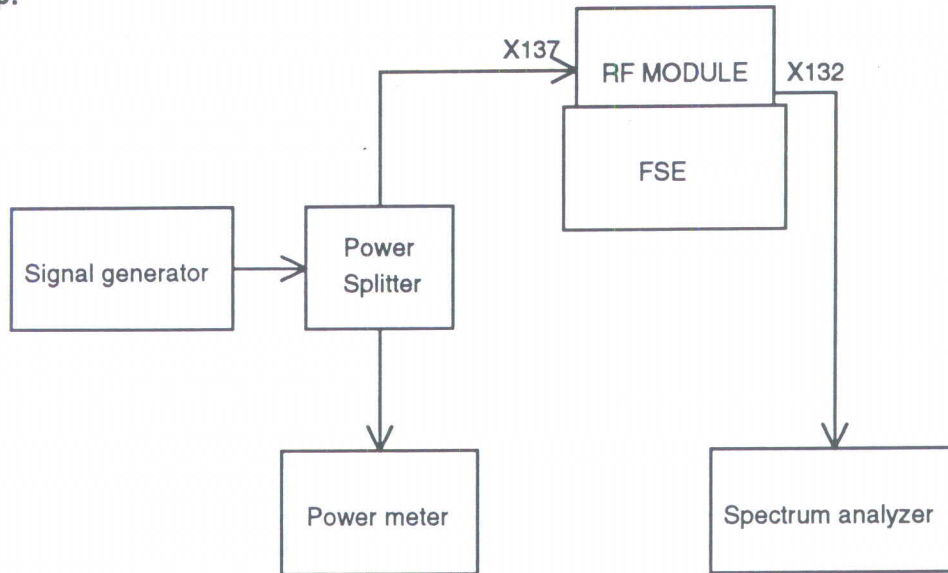 X137
RF MODULE
X132
FSE
Signal generator
Power
Splitter
Power meter
Spectrum analyzer